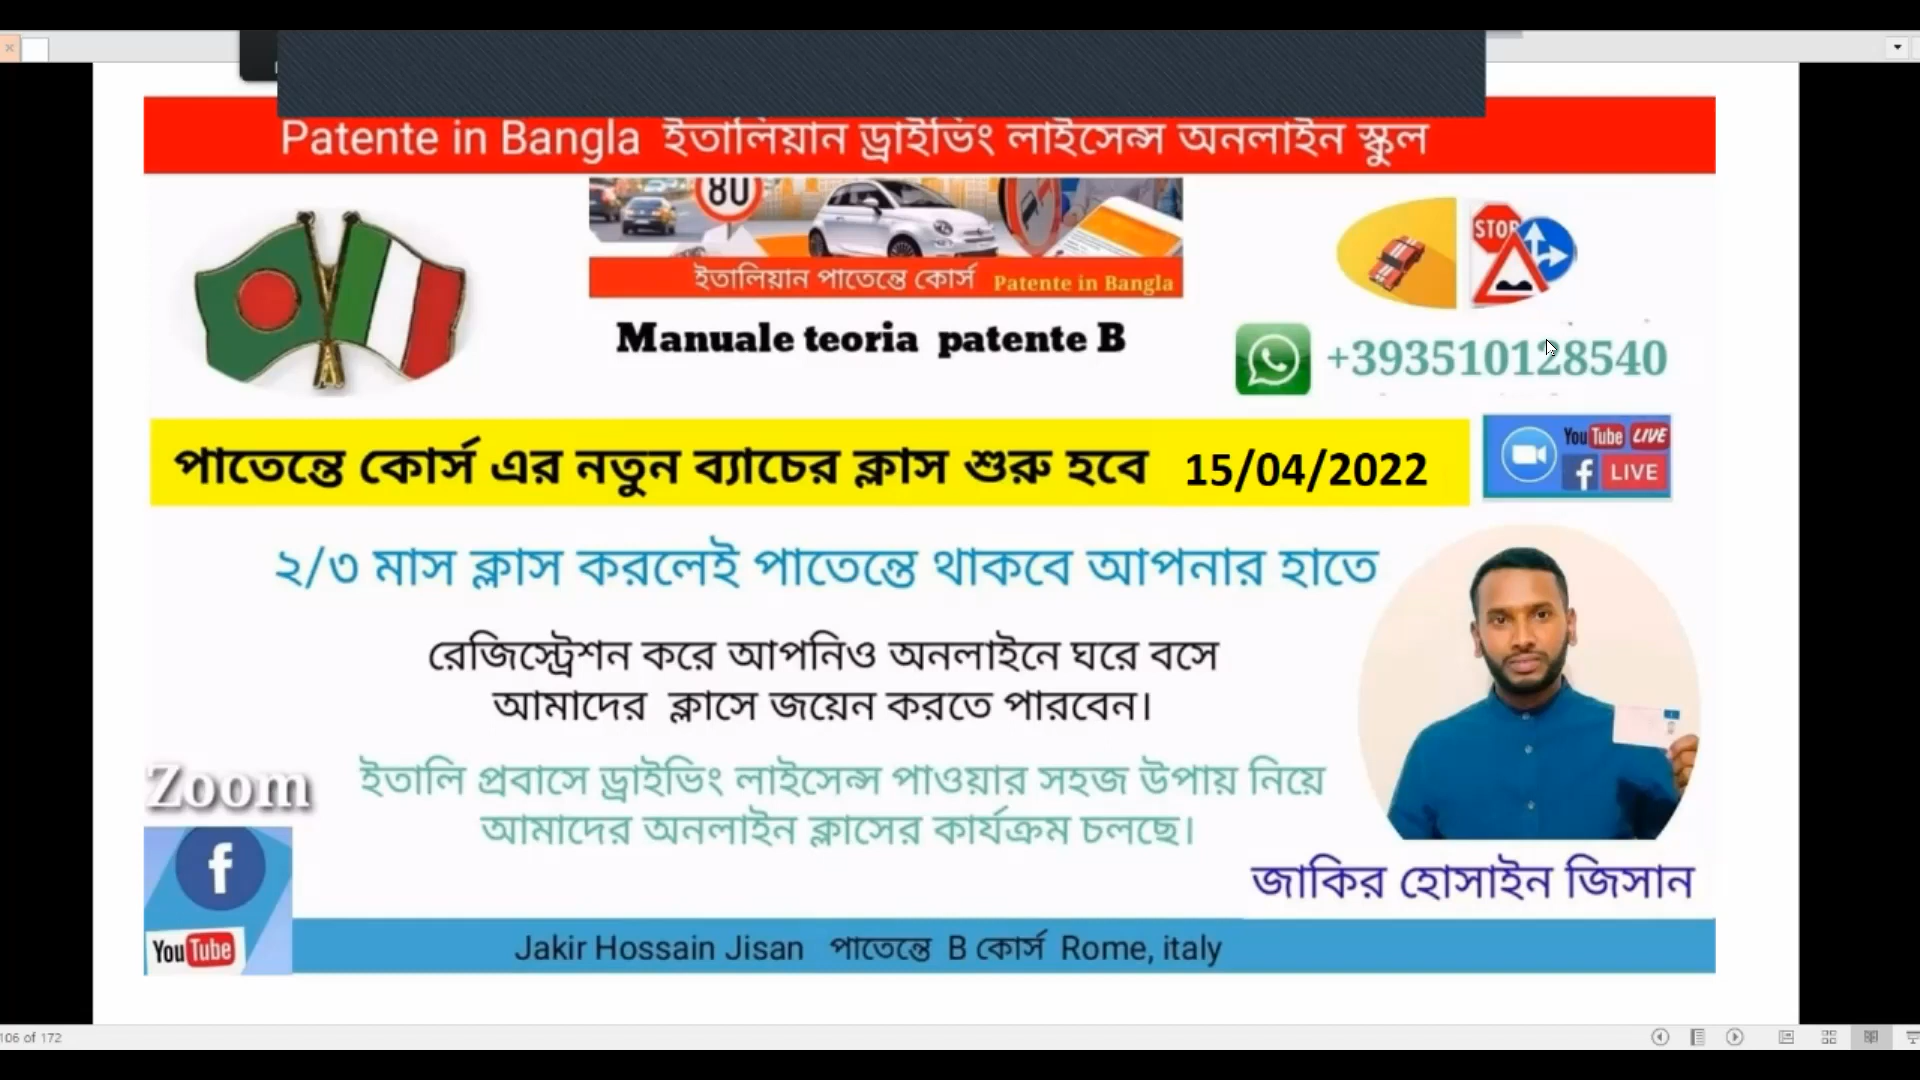 Patente in Bangla ইতালিয়ান ড্রাইভিং লাইসেন্স অনলাইন স্কুল
80
ইতালিয়ান পাতেন্তে কোর্স Patente in Bangla
STOP
Manuale teoria patente B
+393510128540
পাতেন্তে কোর্স এর নতুন ব্যাচের ক্লাস শুরু হবে 15/04/2022
YouTube LIVE
f LIVE
২/৩ মাস ক্লাস করলেই পাতেন্তে থাকবে আপনার হাতে
রেজিস্ট্রেশন করে আপনিও অনলাইনে ঘরে বসে
আমাদের ক্লাসে জয়েন করতে পারবেন।
Zoom
ইতালি প্রবাসে ড্রাইভিং লাইসেন্স পাওয়ার সহজ উপায় নিয়ে
আমাদের অনলাইন ক্লাসের কার্যক্রম চলছে।
f
জাকির হোসাইন জিসান
YouTube
Jakir Hossain Jisan পাতেন্তে B কোর্স Rome, italy
106 of 172